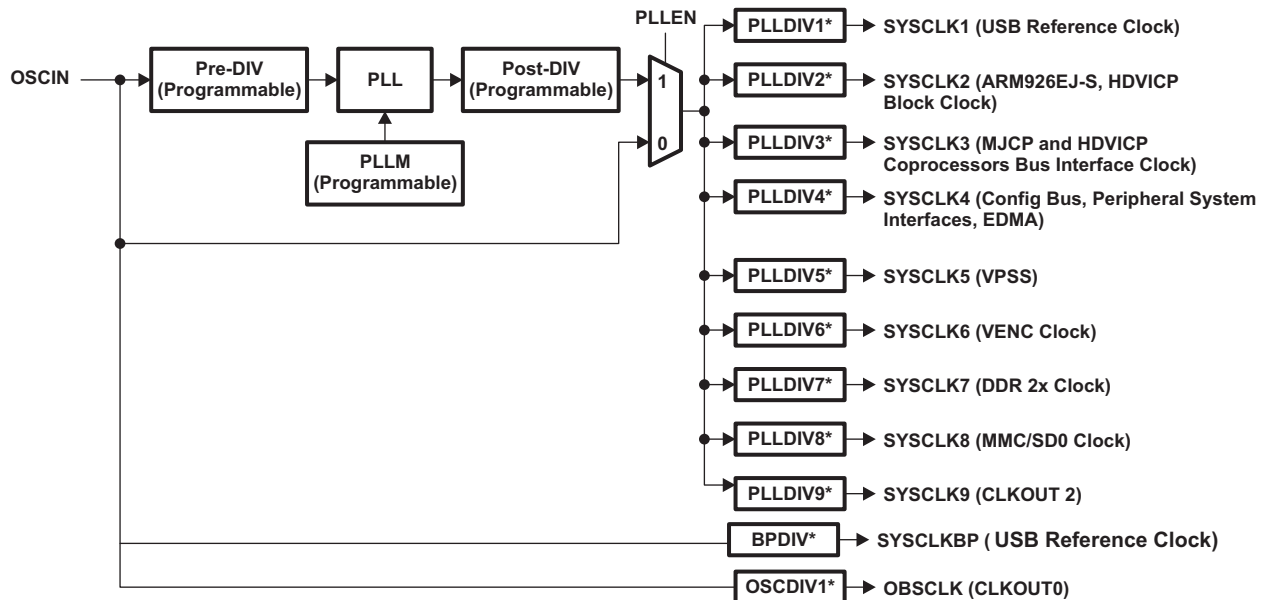 PLLEN
OSCIN
Pre-DIV
(Programmable)
PLL
Post-DIV
(Programmable)
PLLM
(Programmable)
1
0
PLLDIV1*
SYSCLK1 (USB Reference Clock)
PLLDIV2*
SYSCLK2 (ARM926EJ-S, HDVICP
Block Clock)
PLLDIV3*
SYSCLK3 (MJCP and HDVICP
Coprocessors Bus Interface Clock)
PLLDIV4*
SYSCLK4 (Config Bus, Peripheral System
Interfaces, EDMA)
PLLDIV5*
SYSCLK5 (VPSS)
PLLDIV6*
SYSCLK6 (VENC Clock)
PLLDIV7*
SYSCLK7 (DDR 2x Clock)
PLLDIV8*
SYSCLK8 (MMC/SD0 Clock)
PLLDIV9*
SYSCLK9 (CLKOUT 2)
BPDIV*
SYSCLKBP ( USB Reference Clock)
OSCDIV1*
OBSCLK (CLKOUT0)